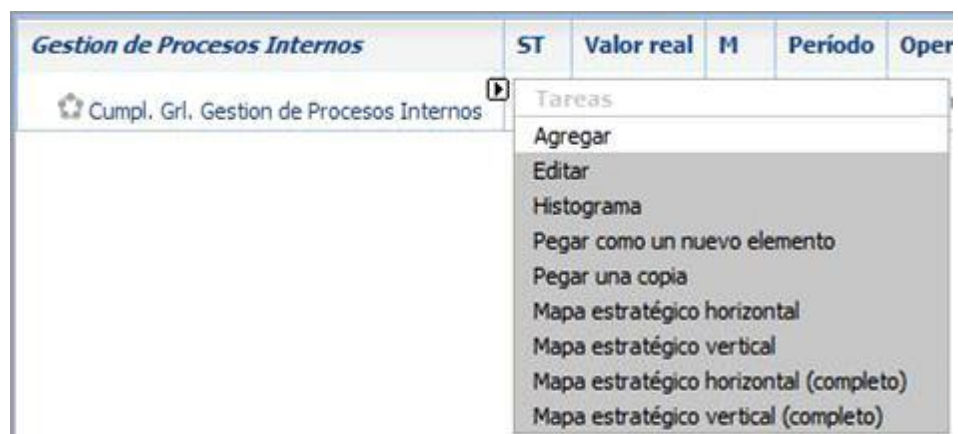 Gestion de Procesos Internos ST Valor real M Período Oper
Cumpl. Grl. Gestion de Procesos Internos
Tareas
Agregar
Editar
Histograma
Pegar como un nuevo elemento
Pegar una copia
Mapa estratégico horizontal
Mapa estratégico vertical
Mapa estratégico horizontal (completo)
Mapa estratégico vertical (completo)